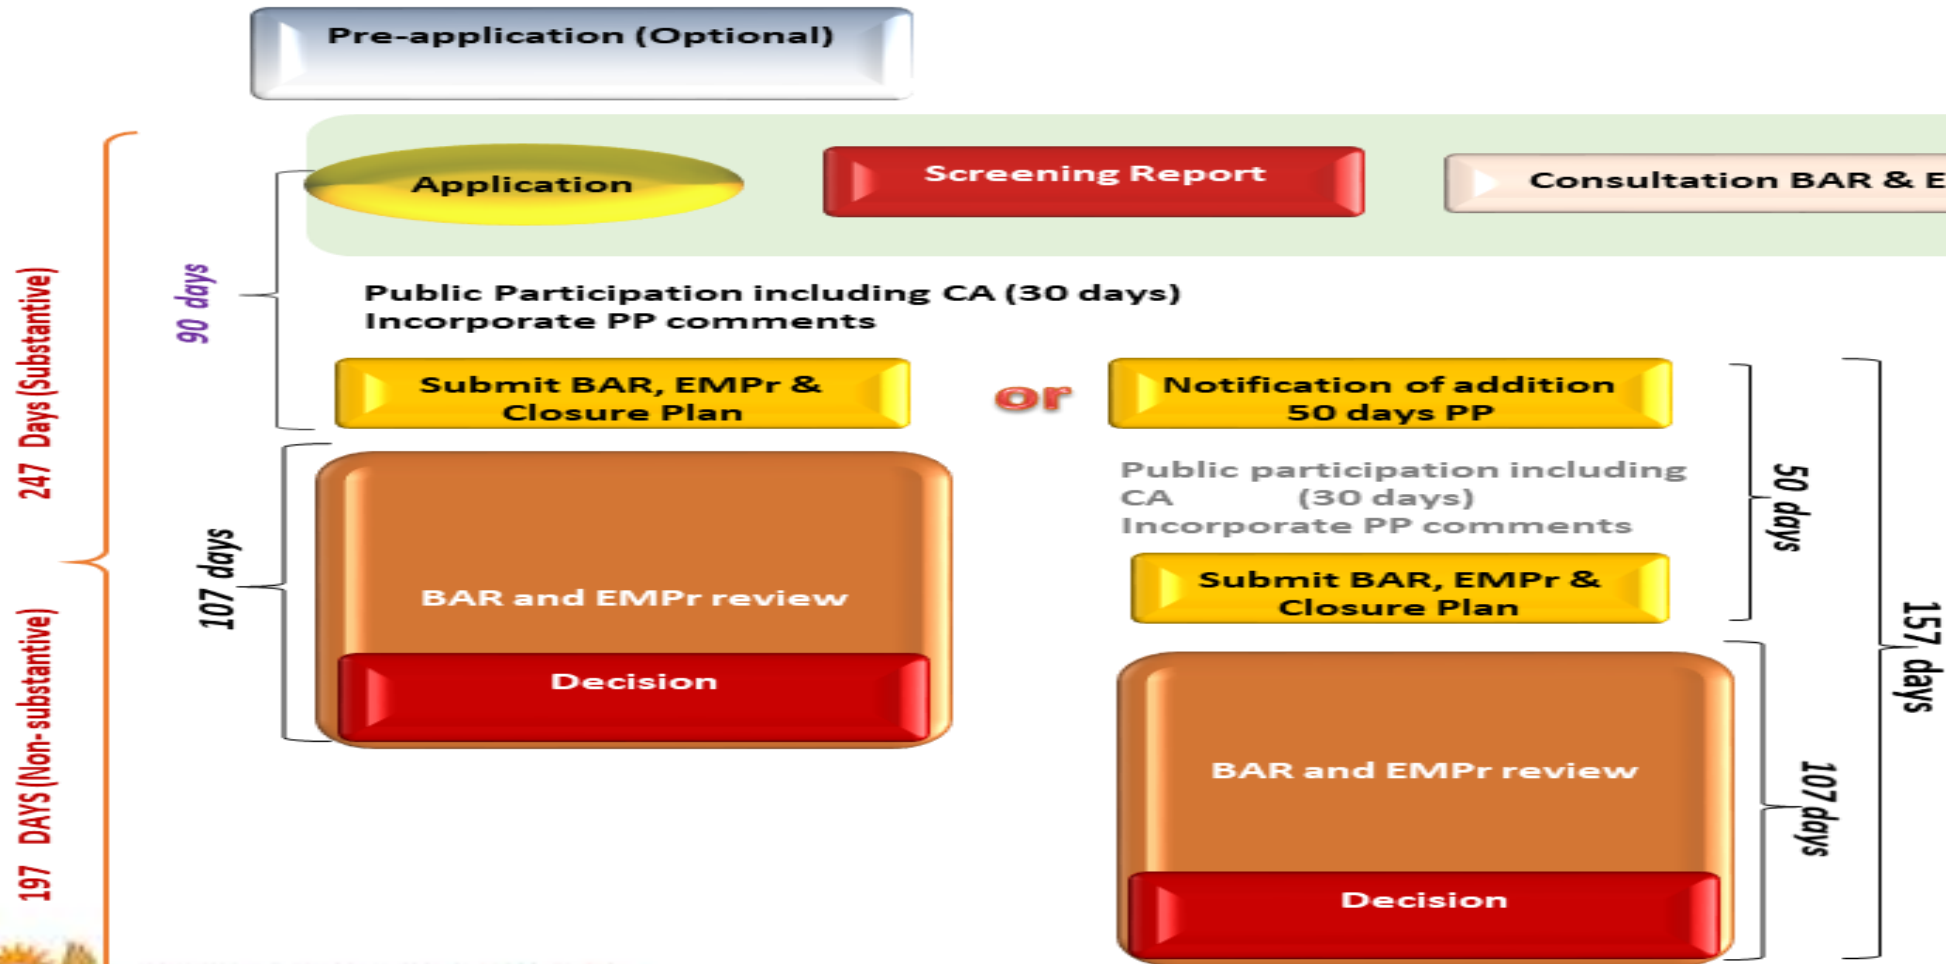 Pre-application (Optional)
Application
Screening Report
Consultation BAR & E
90 days
247 Days (Substantive)
Public Participation including CA (30 days)
Incorporate PP comments
Submit BAR, EMPr &
Closure Plan
or
Notification of addition
50 days PP
Public participation including
CA (30 days)
Incorporate PP comments
50 days
Submit BAR, EMPr &
Closure Plan
107 days
BAR and EMPr review
Decision
157 days
197 DAYS (Non-substantive)
BAR and EMPr review
107 days
Decision